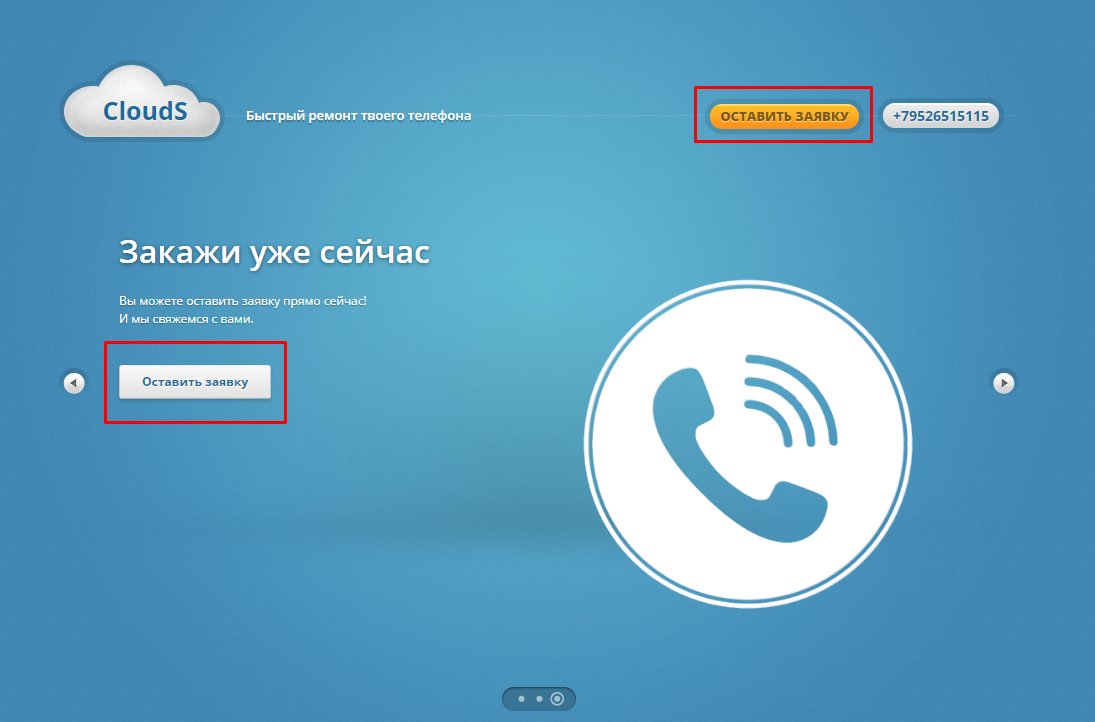 CloudS
Быстрый ремонт твоего телефона
ОСТАВИТЬ ЗАЯВКУ
+79526515115
Закажи уже сейчас
Вы можете оставить заявку прямо сейчас!
И мы свяжемся с вами.
Оставить заявку